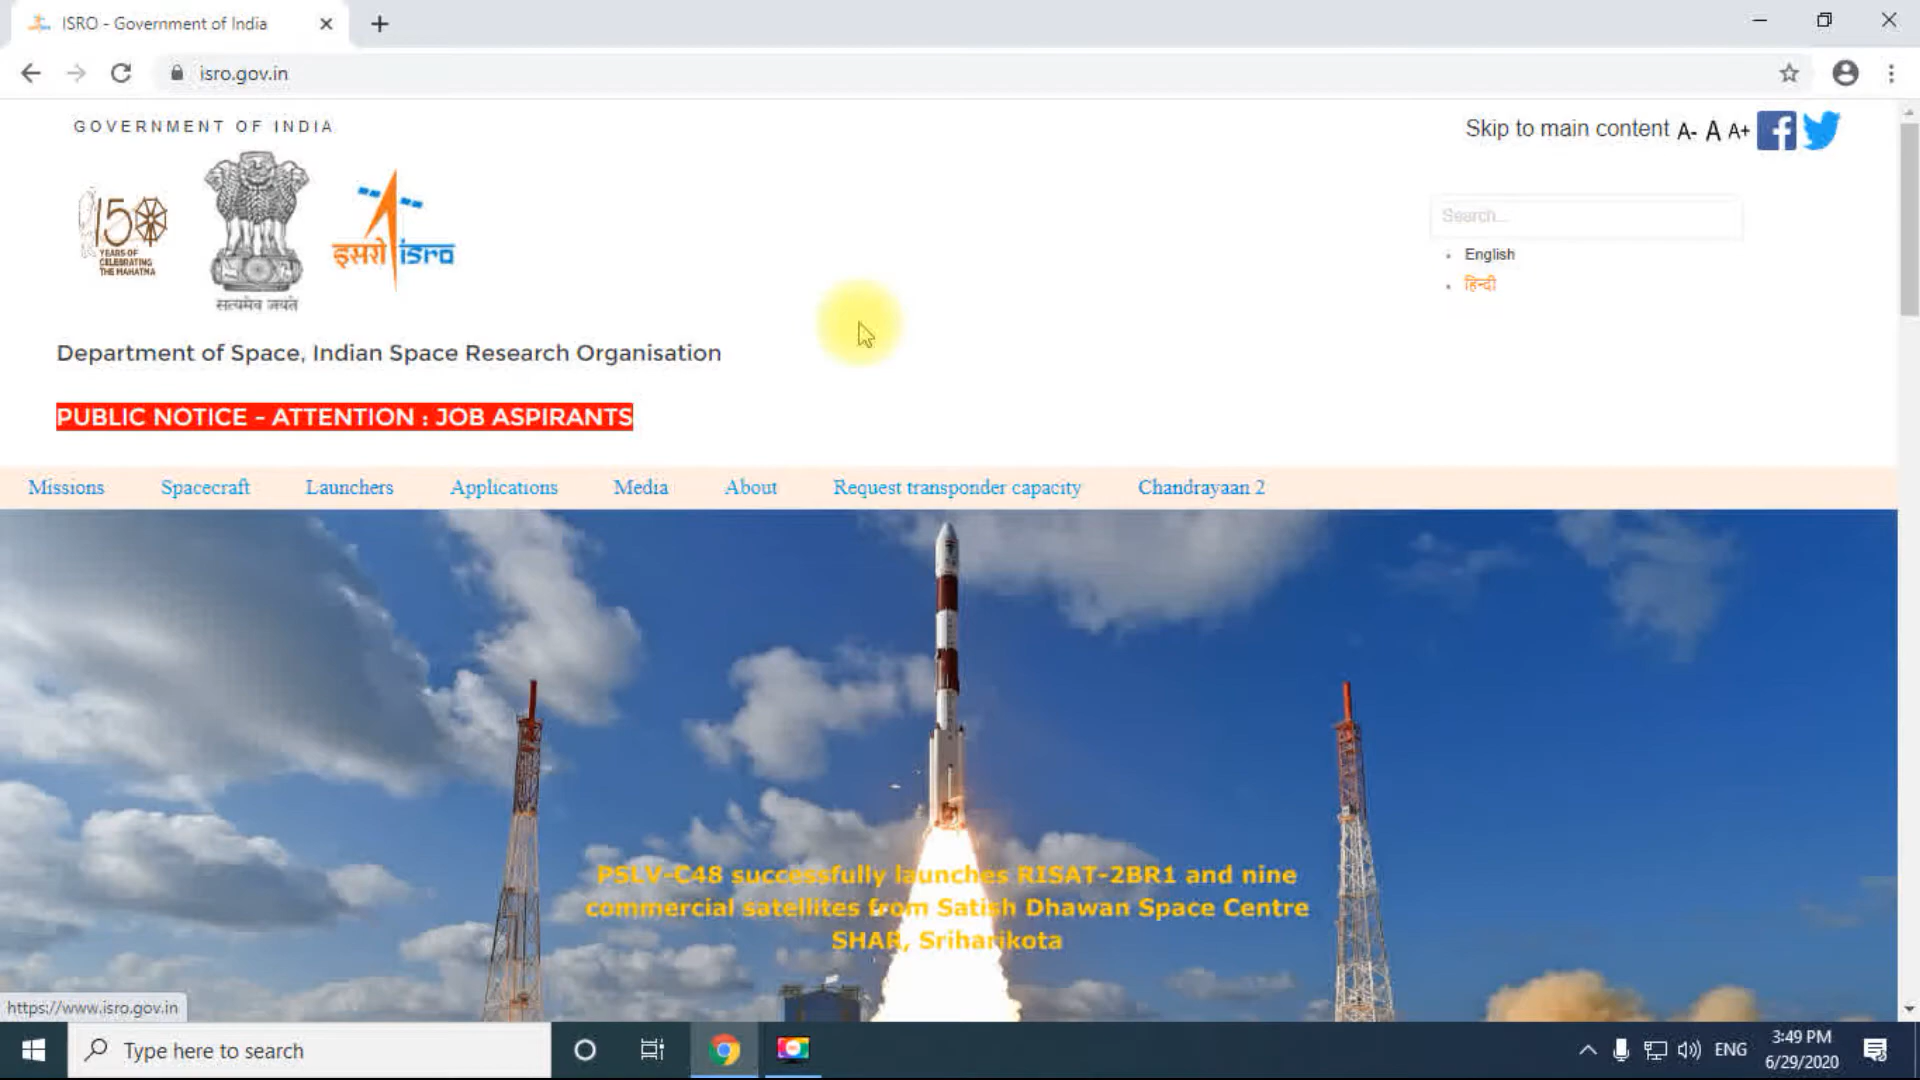 ISRO - Government of India
isro.gov.in
GOVERNMENT OF INDIA
Skip to main content A- A A+
150
YEARS OF
CELEBRATING
THE MAHATMA
सत्यमेव जयते
इसरो isro
Search...
English
हिन्दी
Department of Space, Indian Space Research Organisation
PUBLIC NOTICE - ATTENTION : JOB ASPIRANTS
Missions Spacecraft Launchers Applications Media About Request transponder capacity Chandrayaan 2
PSLV-C48 successfully launches RISAT-2BR1 and nine
commercial satellites from Satish Dhawan Space Centre
SHAR, Sriharikota
https://www.isro.gov.in
Type here to search
ENG
3:49 PM
6/29/2020